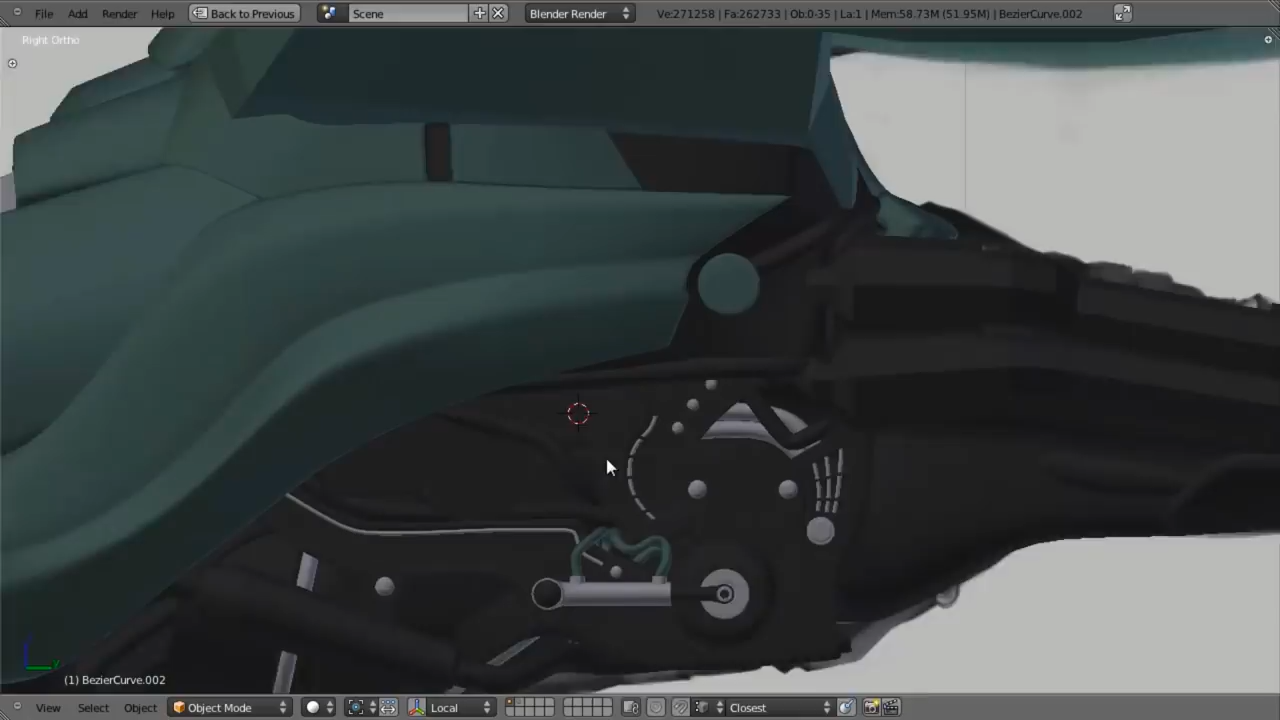 File Add Render Help Back to Previous Scene Blender Render Ve:271258 | Fa:262733 | Ob:0-35 | La:1 | Mem:58.73M (51.95M) | BezierCurve.002
Right Ortho
(1) BezierCurve.002
View Select Object Object Mode Local Closest